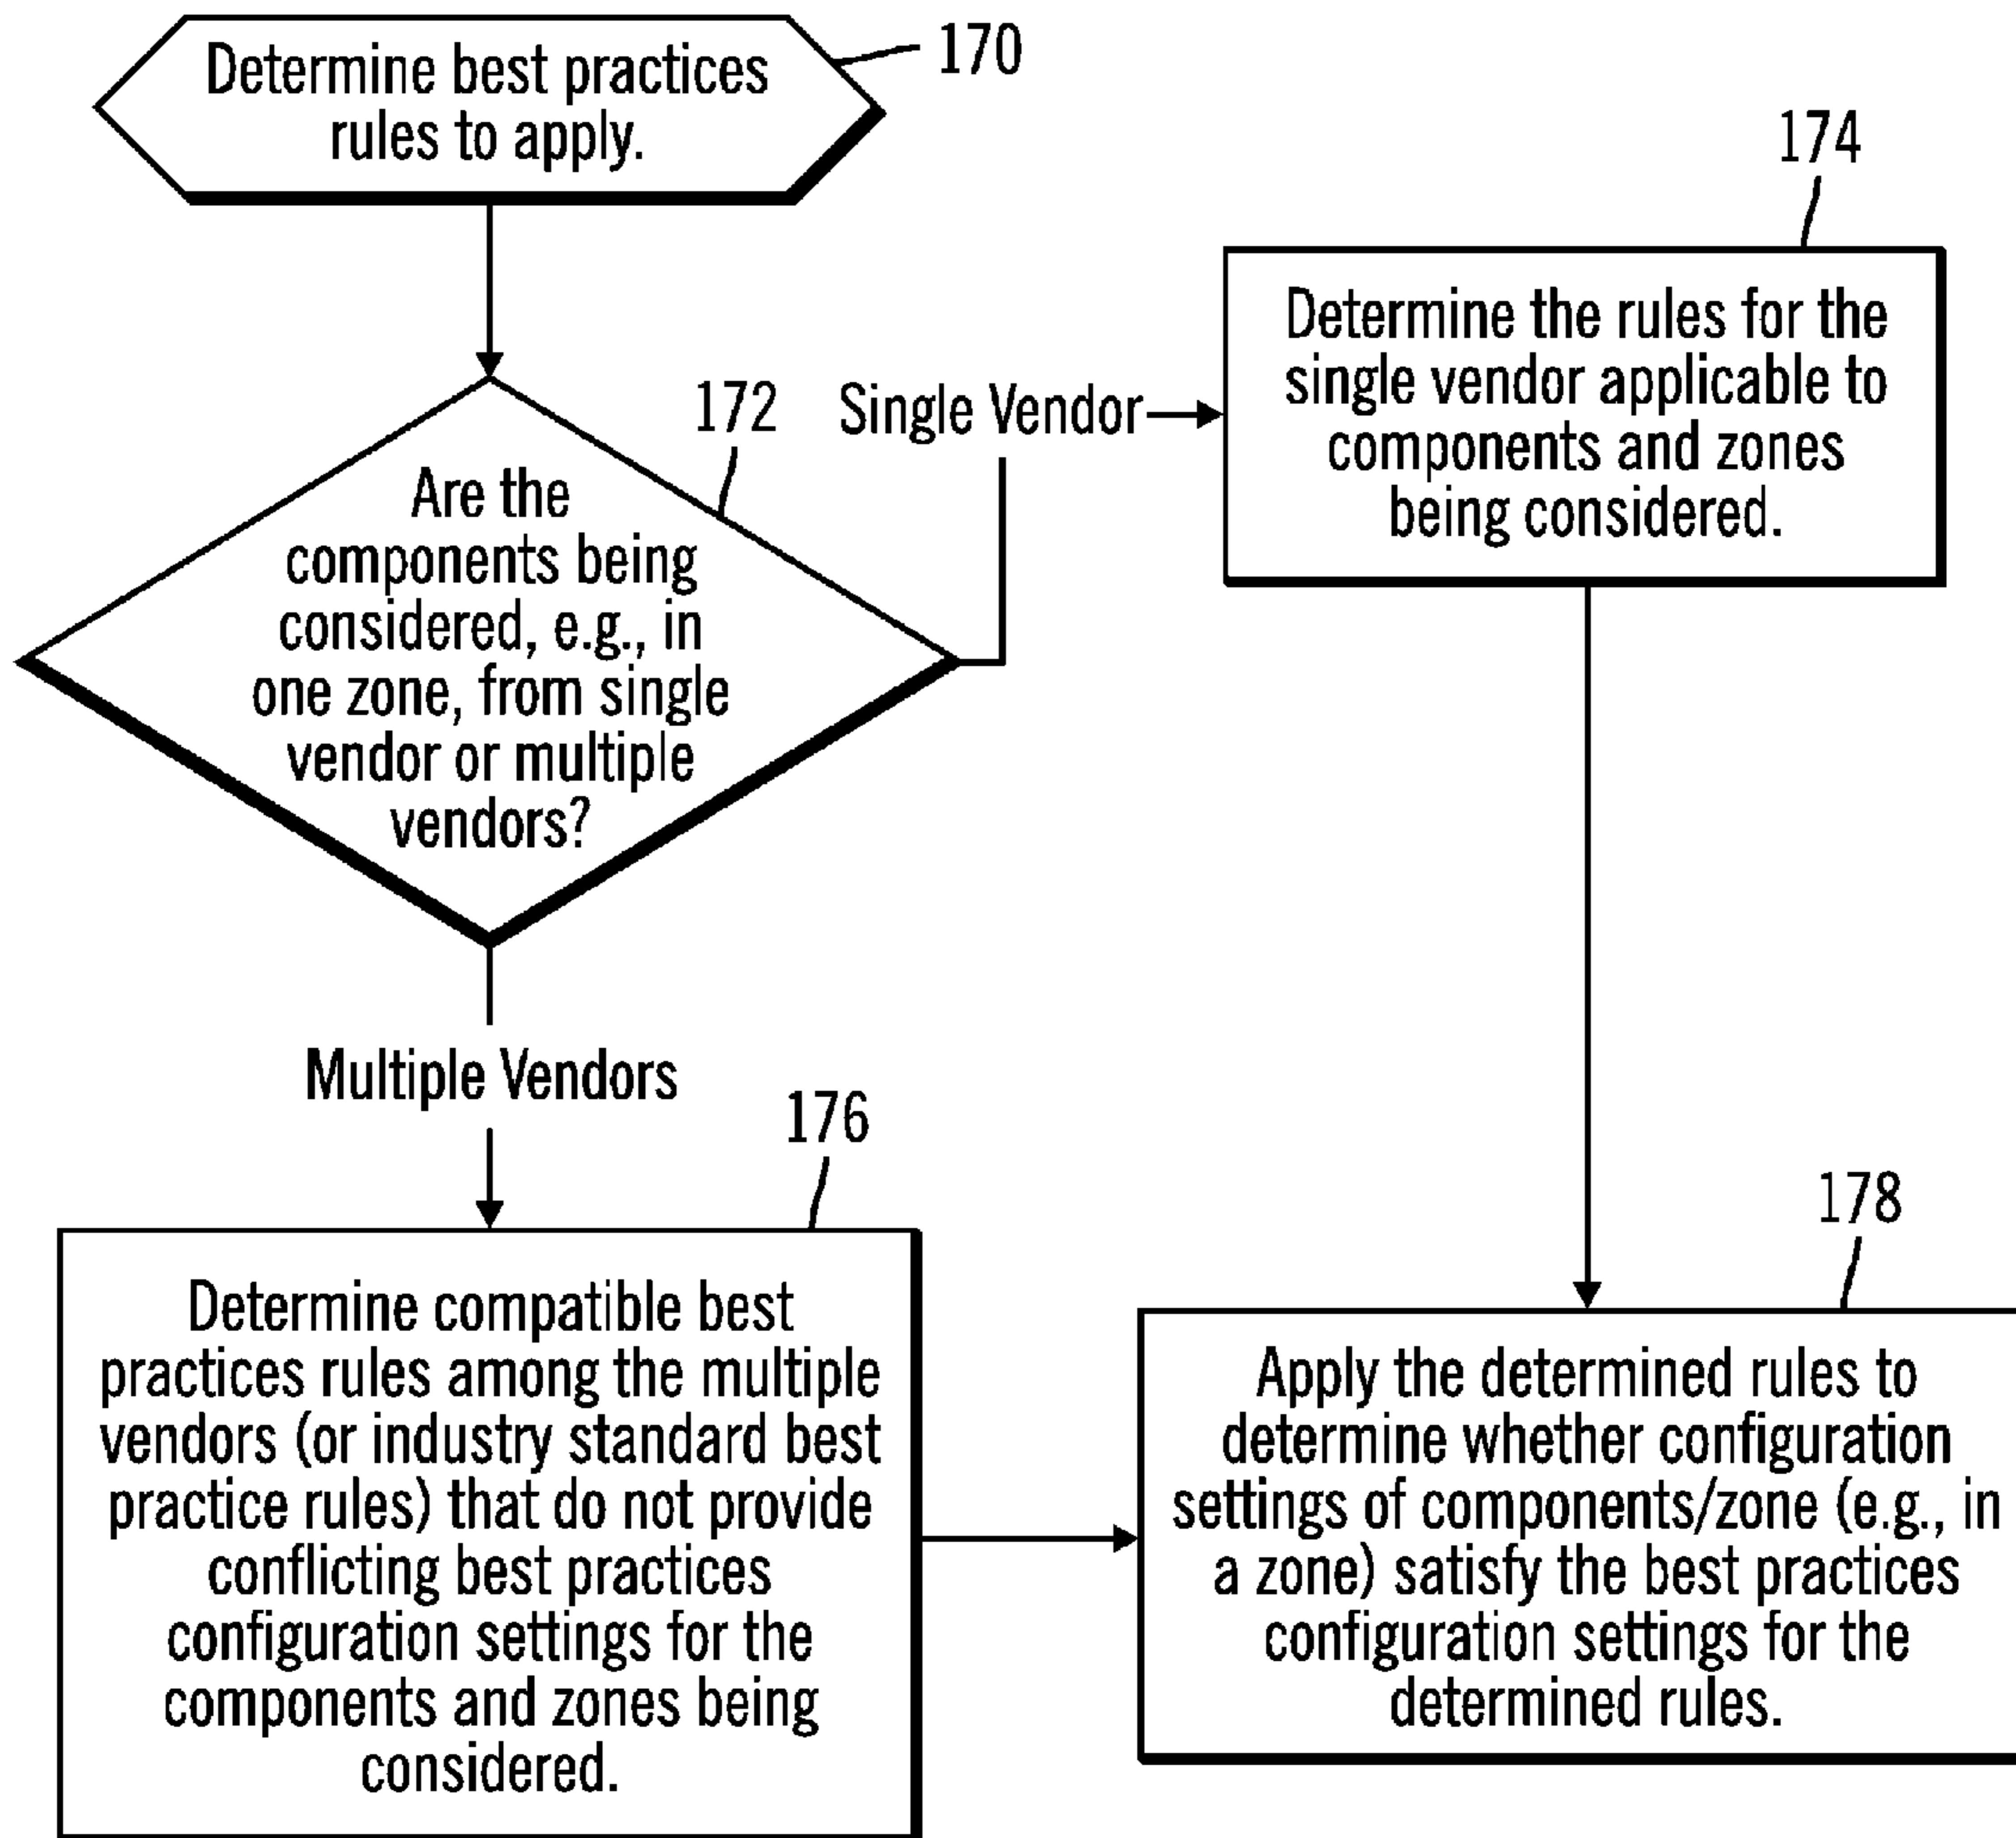 Determine best practices
rules to apply.
170
172
Are the
components being
considered, e.g., in
one zone, from single
vendor or multiple
vendors?
Single Vendor
174
Determine the rules for the
single vendor applicable to
components and zones
being considered.
Multiple Vendors
176
Determine compatible best
practices rules among the multiple
vendors (or industry standard best
practice rules) that do not provide
conflicting best practices
configuration settings for the
components and zones being
considered.
178
Apply the determined rules to
determine whether configuration
settings of components/zone (e.g., in
a zone) satisfy the best practices
configuration settings for the
determined rules.